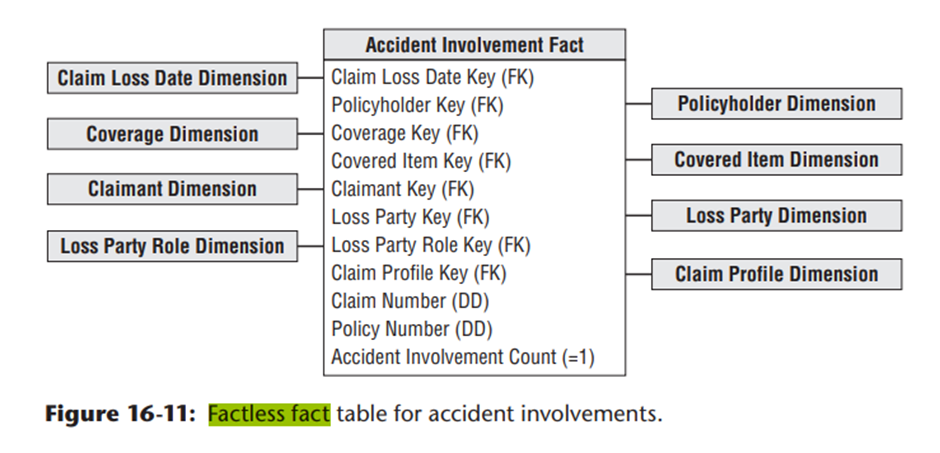 Accident Involvement Fact
Claim Loss Date Dimension
Coverage Dimension
Claimant Dimension
Loss Party Role Dimension
Claim Loss Date Key (FK)
Policyholder Key (FK)
Coverage Key (FK)
Covered Item Key (FK)
Claimant Key (FK)
Loss Party Key (FK)
Loss Party Role Key (FK)
Claim Profile Key (FK)
Claim Number (DD)
Policy Number (DD)
Accident Involvement Count (=1)
Policyholder Dimension
Covered Item Dimension
Loss Party Dimension
Claim Profile Dimension
Figure 16-11: Factless fact table for accident involvements.